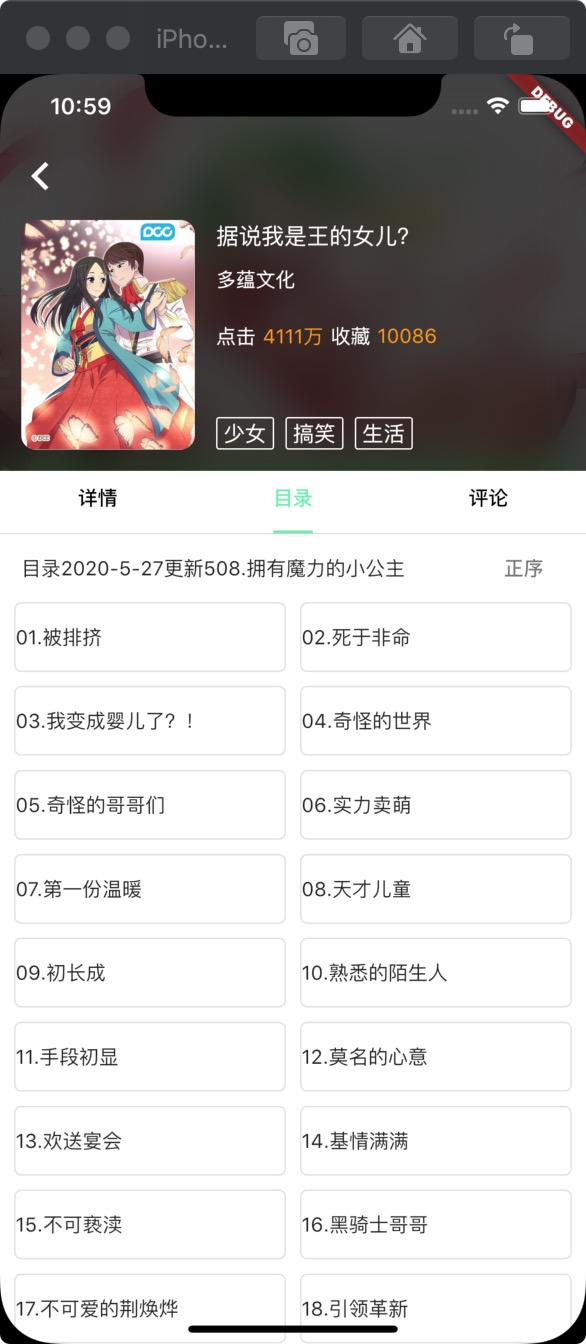 iPho...
10:59
DEBUG
DCC
©DCC
据说我是王的女儿?
多蕴文化
点击 4111万 收藏 10086
少女 搞笑 生活
详情 目录 评论
目录2020-5-27更新508.拥有魔力的小公主 正序
01.被排挤 02.死于非命
03.我变成婴儿了？！ 04.奇怪的世界
05.奇怪的哥哥们 06.实力卖萌
07.第一份温暖 08.天才儿童
09.初长成 10.熟悉的陌生人
11.手段初显 12.莫名的心意
13.欢送宴会 14.基情满满
15.不可亵渎 16.黑骑士哥哥
17.不可爱的荆焕烨 18.引领革新